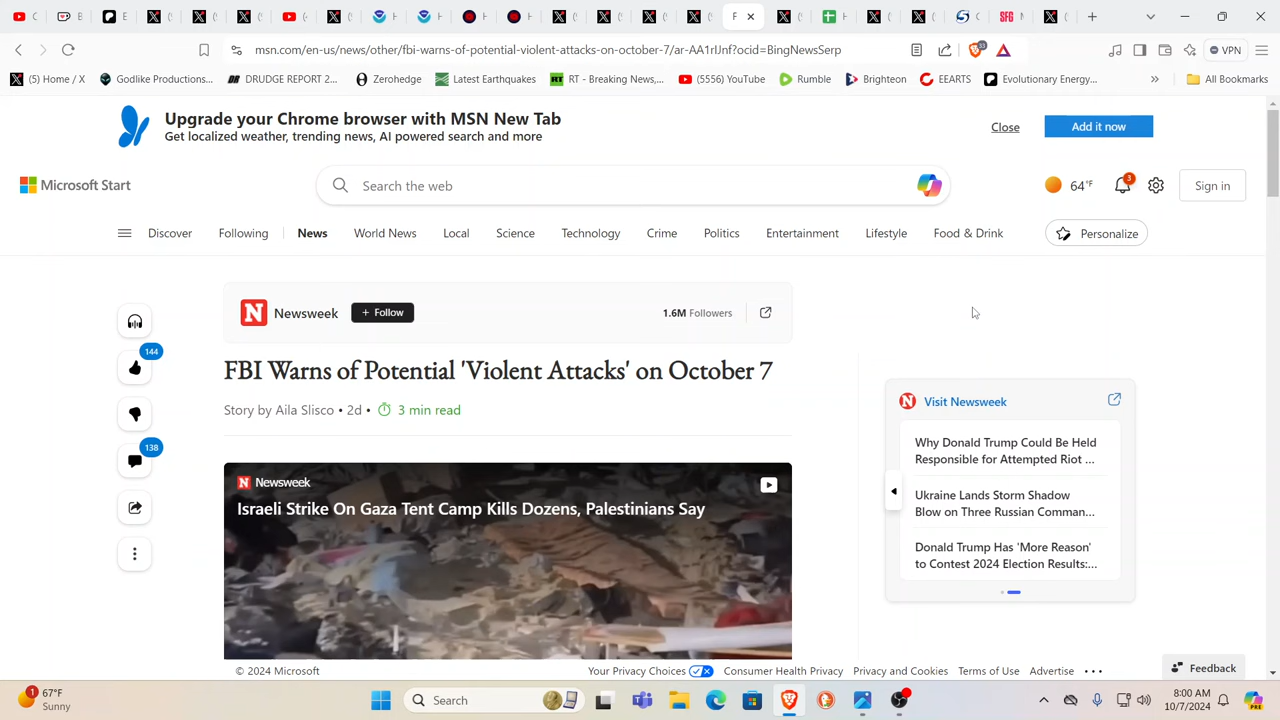 msn.com/en-us/news/other/fbi-warns-of-potential-violent-attacks-on-october-7/ar-AA1rIJnf?ocid=BingNewsSerp
33
VPN
(5) Home / X
Godlike Productions...
DRUDGE REPORT 2...
Zerohedge
Latest Earthquakes
RT - Breaking News,...
(5556) YouTube
Rumble
Brighteon
EEARTS
Evolutionary Energy...
All Bookmarks
Upgrade your Chrome browser with MSN New Tab
Get localized weather, trending news, AI powered search and more
Close
Add it now
Microsoft Start
Search the web
64°F
3
Sign in
Discover
Following
News
World News
Local
Science
Technology
Crime
Politics
Entertainment
Lifestyle
Food & Drink
Personalize
Newsweek
+ Follow
1.6M Followers
144
FBI Warns of Potential 'Violent Attacks' on October 7
Story by Aila Slisco • 2d • 3 min read
138
Newsweek
Israeli Strike On Gaza Tent Camp Kills Dozens, Palestinians Say
Visit Newsweek
Why Donald Trump Could Be Held
Responsible for Attempted Riot ...
Ukraine Lands Storm Shadow
Blow on Three Russian Comman...
Donald Trump Has 'More Reason'
to Contest 2024 Election Results:...
© 2024 Microsoft
Your Privacy Choices
Consumer Health Privacy
Privacy and Cookies
Terms of Use
Advertise
Feedback
1
67°F
Sunny
Search
8:00 AM
10/7/2024